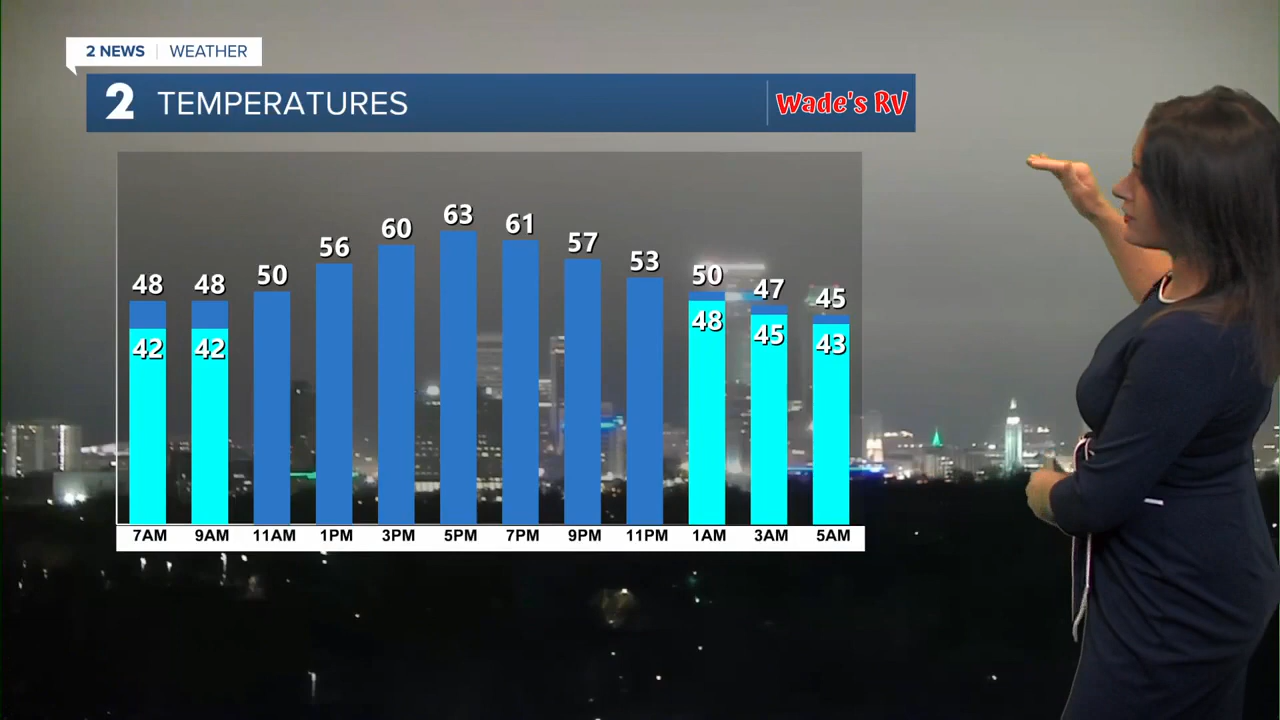 2 NEWS WEATHER
2 TEMPERATURES Wade's RV
48 48 50 56 60 63 61 57 53 50 47 45
42 42 48 45 43
7AM 9AM 11AM 1PM 3PM 5PM 7PM 9PM 11PM 1AM 3AM 5AM